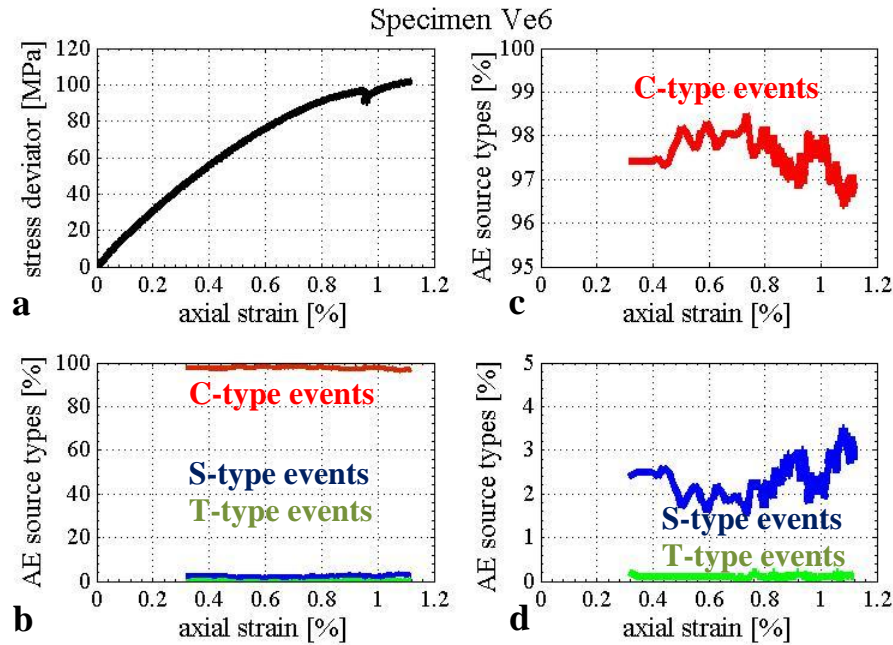 Specimen Ve6
120
100
80
60
40
20
0
stress deviator [MPa]
0 0.2 0.4 0.6 0.8 1 1.2
axial strain [%]
a
100
99
98
97
96
95
AE source types [%]
C-type events
0 0.2 0.4 0.6 0.8 1 1.2
axial strain [%]
c
100
80
60
40
20
0
AE source types [%]
C-type events
S-type events
T-type events
0 0.2 0.4 0.6 0.8 1 1.2
axial strain [%]
b
5
4
3
2
1
0
AE source types [%]
S-type events
T-type events
0 0.2 0.4 0.6 0.8 1 1.2
axial strain [%]
d